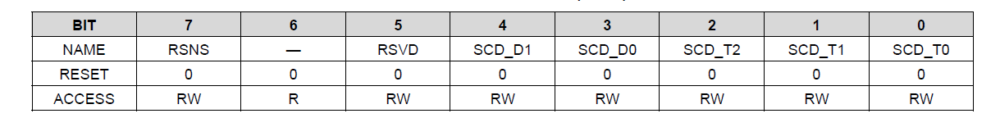 BIT 7 6 5 4 3 2 1 0
NAME RSNS — RSVD SCD_D1 SCD_D0 SCD_T2 SCD_T1 SCD_T0
RESET 0 0 0 0 0 0 0 0
ACCESS RW R RW RW RW RW RW RW